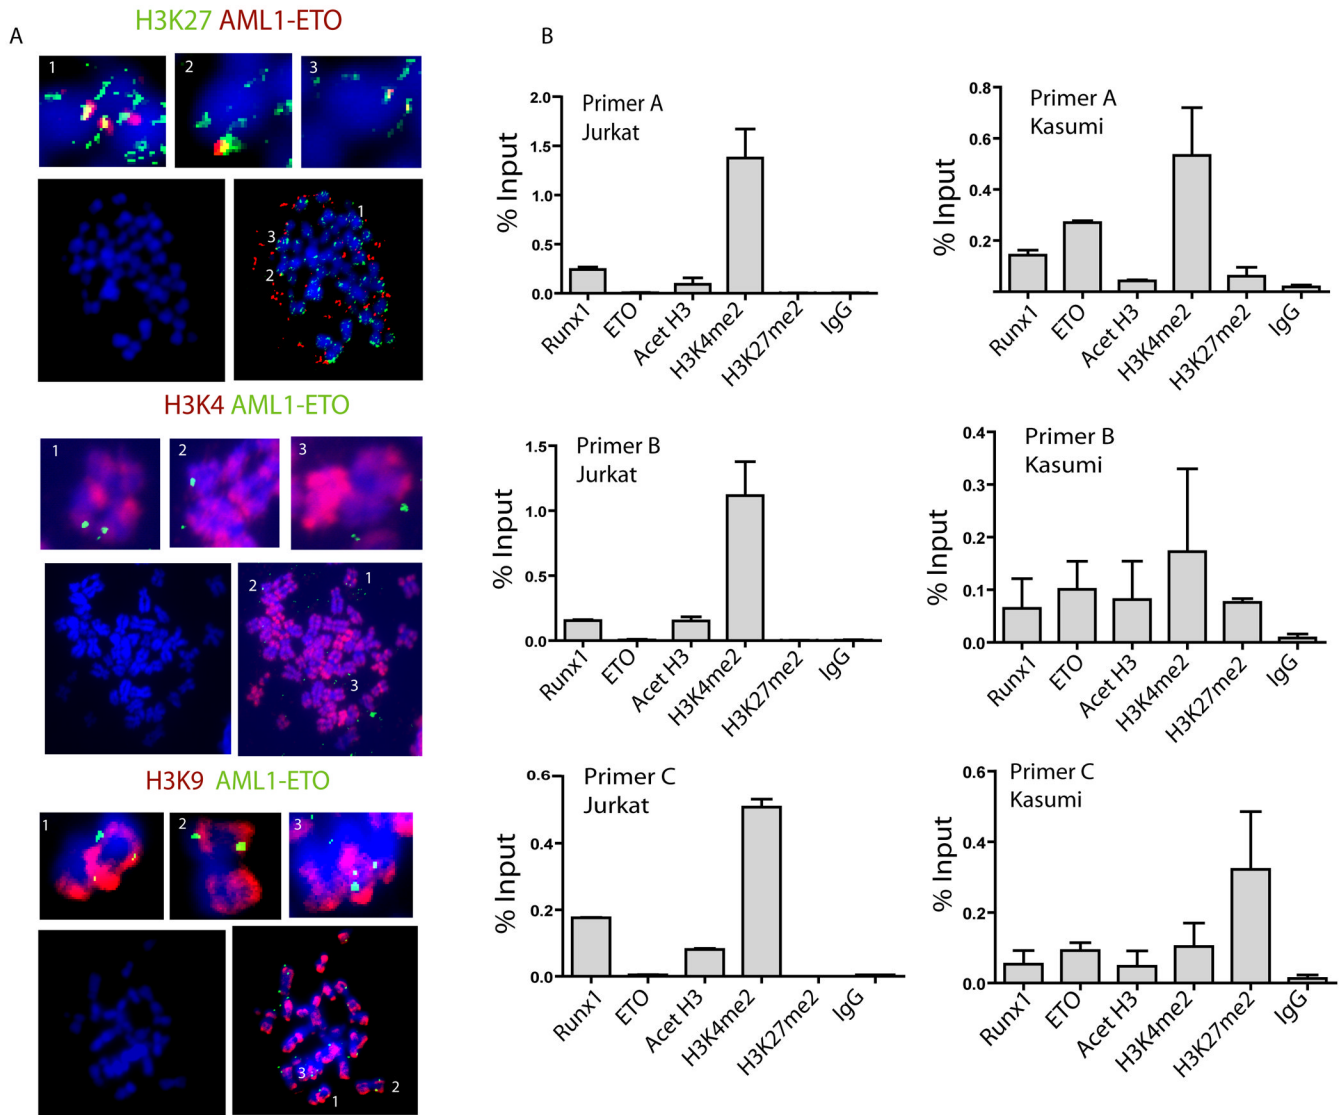 A
H3K27 AML1-ETO
1
2
3
1
3
2
H3K4 AML1-ETO
1
2
3
2
1
3
H3K9 AML1-ETO
1
2
3
3
2
1
B
Primer A
Jurkat
% Input
2.0
1.5
1.0
0.5
0.0
Runx1
ETO
Acet H3
H3K4me2
H3K27me2
IgG
Primer A
Kasumi
% Input
0.8
0.6
0.4
0.2
Runx1
ETO
Acet H3
H3K4me2
H3K27me2
IgG
Primer B
Jurkat
% Input
1.5
1.0
0.5
0.0
Runx1
ETO
Acet H3
H3K4me2
H3K27me2
IgG
Primer B
Kasumi
% Input
0.4
0.3
0.2
0.1
0.0
Runx1
ETO
Acet H3
H3K4me2
H3K27me2
IgG
Primer C
Jurkat
% Input
0.6
0.4
0.2
0.0
Runx1
ETO
Acet H3
H3K4me2
H3K27me2
IgG
Primer C
Kasumi
% Input
0.6
0.4
0.2
0.0
Runx1
ETO
Acet H3
H3K4me2
H3K27me2
IgG